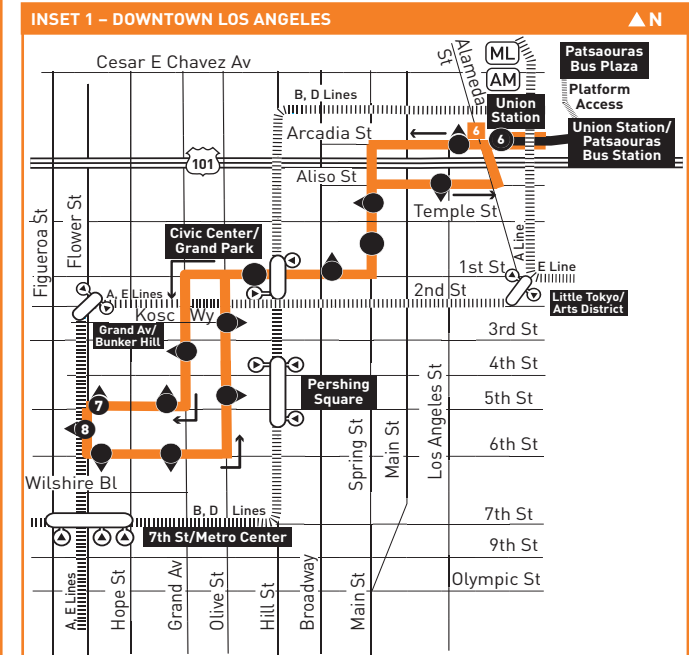 INSET 1 – DOWNTOWN LOS ANGELES
N
Cesar E Chavez Av
Alameda
St
ML
AM
Patsaouras
Bus Plaza
Platform
Access
B, D Lines
Union
Station
6
6
Union Station/
Patsaouras
Bus Station
Arcadia St
101
Aliso St
Temple St
Figueroa St
Flower St
Civic Center/
Grand Park
A Line
1st St
E Line
A, E Lines
2nd St
Little Tokyo/
Arts District
Kosc Wy
Grand Av/
Bunker Hill
3rd St
4th St
Pershing
Square
5th St
7
8
Spring St
Main St
Los Angeles St
6th St
Wilshire Bl
B, D Lines
7th St
7th St/Metro Center
9th St
Olympic St
A, E Lines
Hope St
Grand Av
Olive St
Hill St
Broadway
Main St